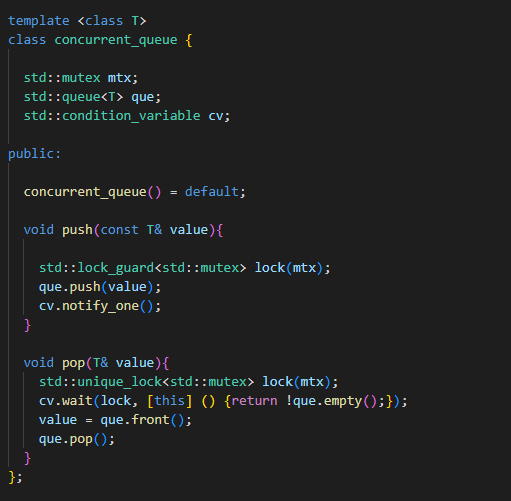 template <class T>
class concurrent_queue {
std::mutex mtx;
std::queue<T> que;
std::condition_variable cv;
public:
concurrent_queue() = default;
void push(const T& value){
std::lock_guard<std::mutex> lock(mtx);
que.push(value);
cv.notify_one();
}
void pop(T& value){
std::unique_lock<std::mutex> lock(mtx);
cv.wait(lock, [this] () {return !que.empty();});
value = que.front();
que.pop();
}
};